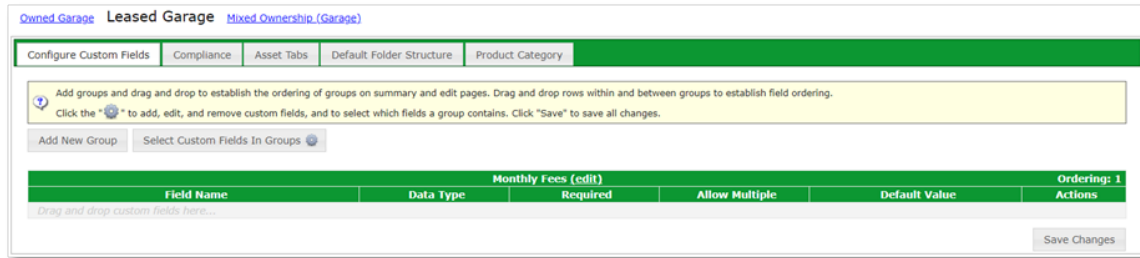 Owned Garage Leased Garage Mixed Ownership (Garage)
Configure Custom Fields Compliance Asset Tabs Default Folder Structure Product Category
Add groups and drag and drop to establish the ordering of groups on summary and edit pages. Drag and drop rows within and between groups to establish field ordering.
Click the "" to add, edit, and remove custom fields, and to select which fields a group contains. Click "Save" to save all changes.
Add New Group Select Custom Fields In Groups
Monthly Fees (edit) Ordering: 1
Field Name Data Type Required Allow Multiple Default Value Actions
Drag and drop custom fields here...
Save Changes